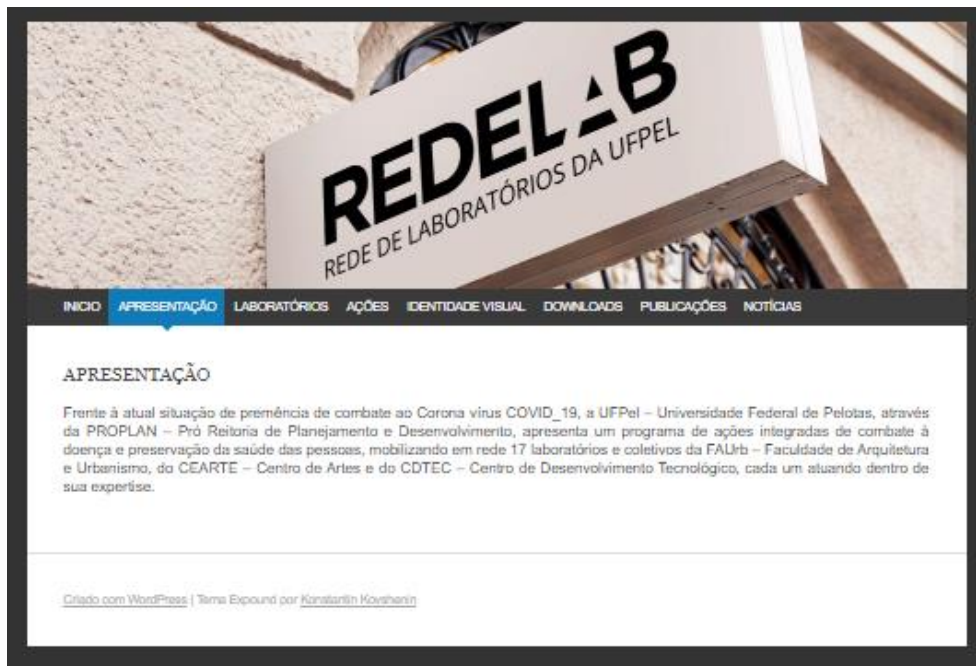 REDELAB
REDE DE LABORATÓRIOS DA UFPEL
INICIO APRESENTAÇÃO LABORATÓRIOS AÇÕES IDENTIDADE VISUAL DOWNLOADS PUBLICAÇÕES NOTÍCIAS
APRESENTAÇÃO
Frente à atual situação de premência de combate ao Corona vírus COVID_19, a UFPel – Universidade Federal de Pelotas, através
da PROPLAN – Pró Reitoria de Planejamento e Desenvolvimento, apresenta um programa de ações integradas de combate à
doença e preservação da saúde das pessoas, mobilizando em rede 17 laboratórios e coletivos da FAUrb – Faculdade de Arquitetura
e Urbanismo, do CEARTE – Centro de Artes e do CDTEC – Centro de Desenvolvimento Tecnológico, cada um atuando dentro de
sua expertise.
Criado com WordPress | Tema Expound por Konstantin Kovshenin